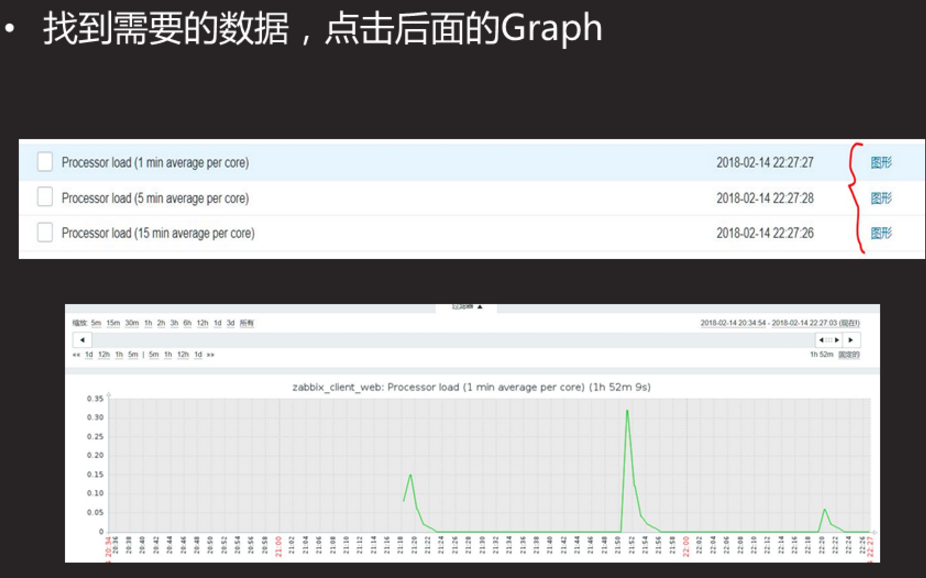 • 找到需要的数据，点击后面的Graph
Processor load (1 min average per core) 2018-02-14 22:27:27 图形
Processor load (5 min average per core) 2018-02-14 22:27:28 图形
Processor load (15 min average per core) 2018-02-14 22:27:26 图形
过滤器 ▲
缩放: 5m 15m 30m 1h 2h 3h 6h 12h 1d 3d 所有 2018-02-14 20:34:54 - 2018-02-14 22:27:03 (现在!)
«« 1d 12h 1h 5m | 5m 1h 12h 1d »» 1h 52m 固定的
zabbix_client_web: Processor load (1 min average per core) (1h 52m 9s)
0.35
0.30
0.25
0.20
0.15
0.10
0.05
0
20:34 20:36 20:38 20:40 20:42 20:44 20:46 20:48 20:50 20:52 20:54 20:56 20:58 21:00 21:02 21:04 21:06 21:08 21:10 21:12 21:14 21:16 21:18 21:20 21:22 21:24 21:26 21:28 21:30 21:32 21:34 21:36 21:38 21:40 21:42 21:44 21:46 21:48 21:50 21:52 21:54 21:56 21:58 22:00 22:02 22:04 22:06 22:08 22:10 22:12 22:14 22:16 22:18 22:20 22:22 22:24 22:26 22:27